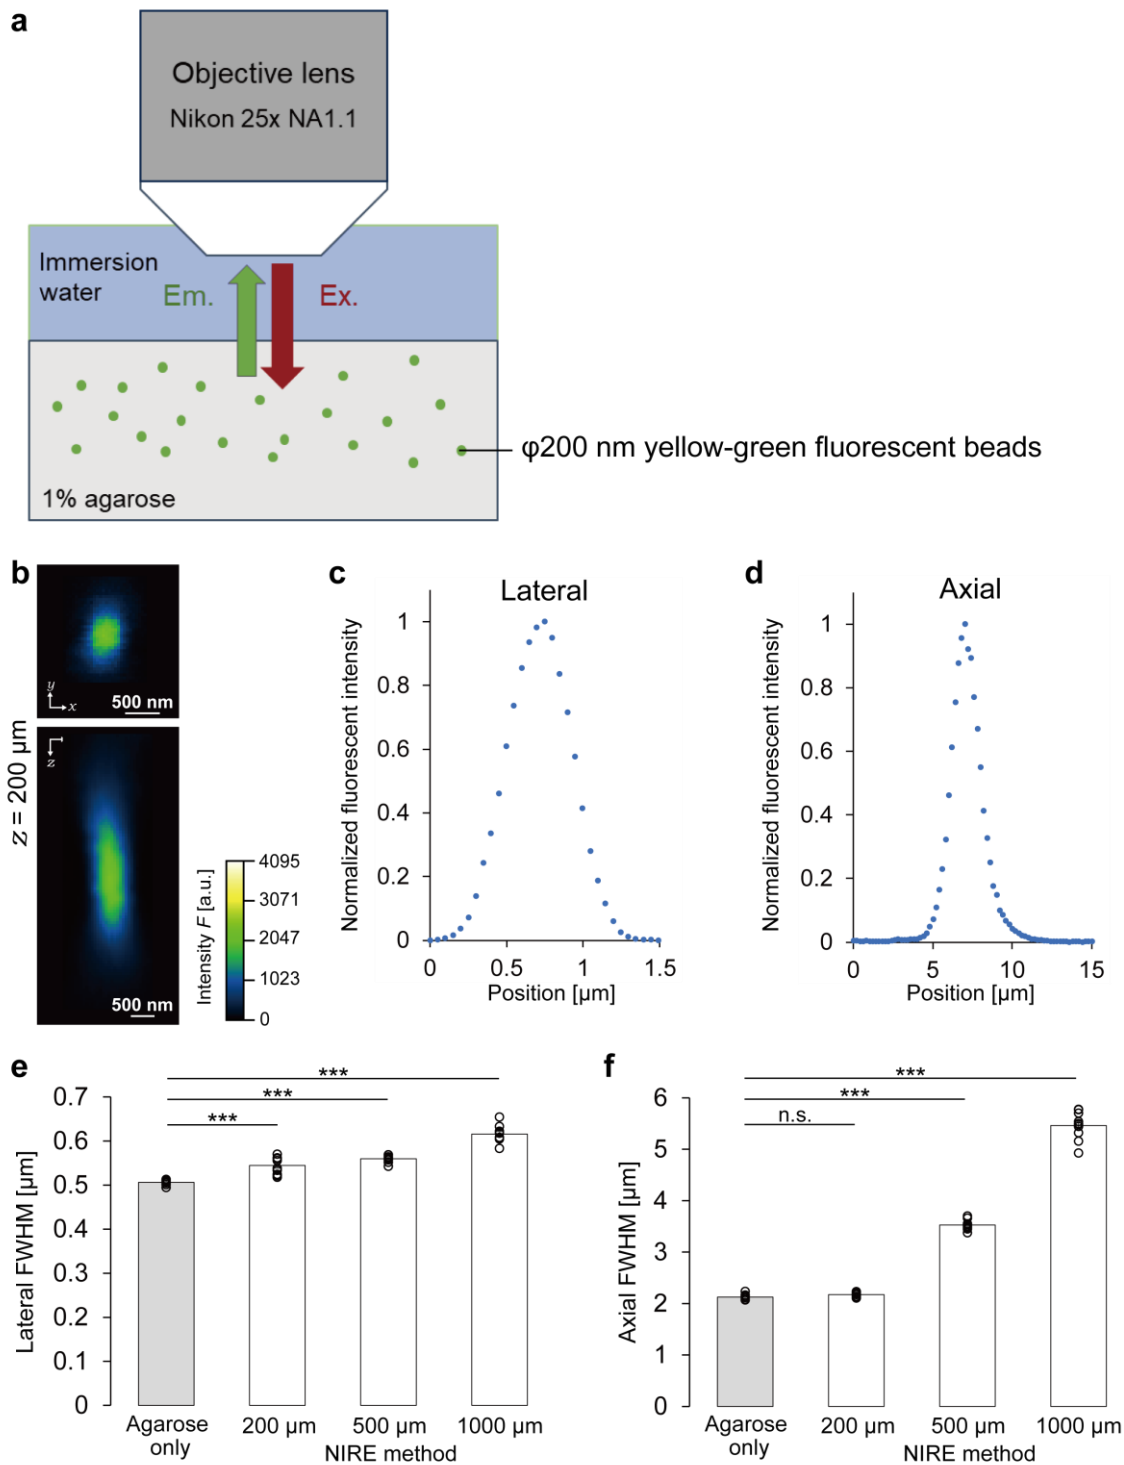 a
Objective lens
Nikon 25x NA1.1
Immersion
water
Em.
Ex.
φ200 nm yellow-green fluorescent beads
1% agarose
b
y
x
500 nm
z
500 nm
z = 200 µm
Intensity F [a.u.]
4095
3071
2047
1023
0
c
Lateral
Normalized fluorescent intensity
1
0.8
0.6
0.4
0.2
0
0
0.5
1
1.5
Position [µm]
d
Axial
Normalized fluorescent intensity
1
0.8
0.6
0.4
0.2
0
0
5
10
15
Position [µm]
e
***
***
***
Lateral FWHM [µm]
0.7
0.6
0.5
0.4
0.3
0.2
0.1
0
Agarose
only
200 µm
500 µm
1000 µm
NIRE method
f
***
***
n.s.
Axial FWHM [µm]
6
5
4
3
2
1
0
Agarose
only
200 µm
500 µm
1000 µm
NIRE method